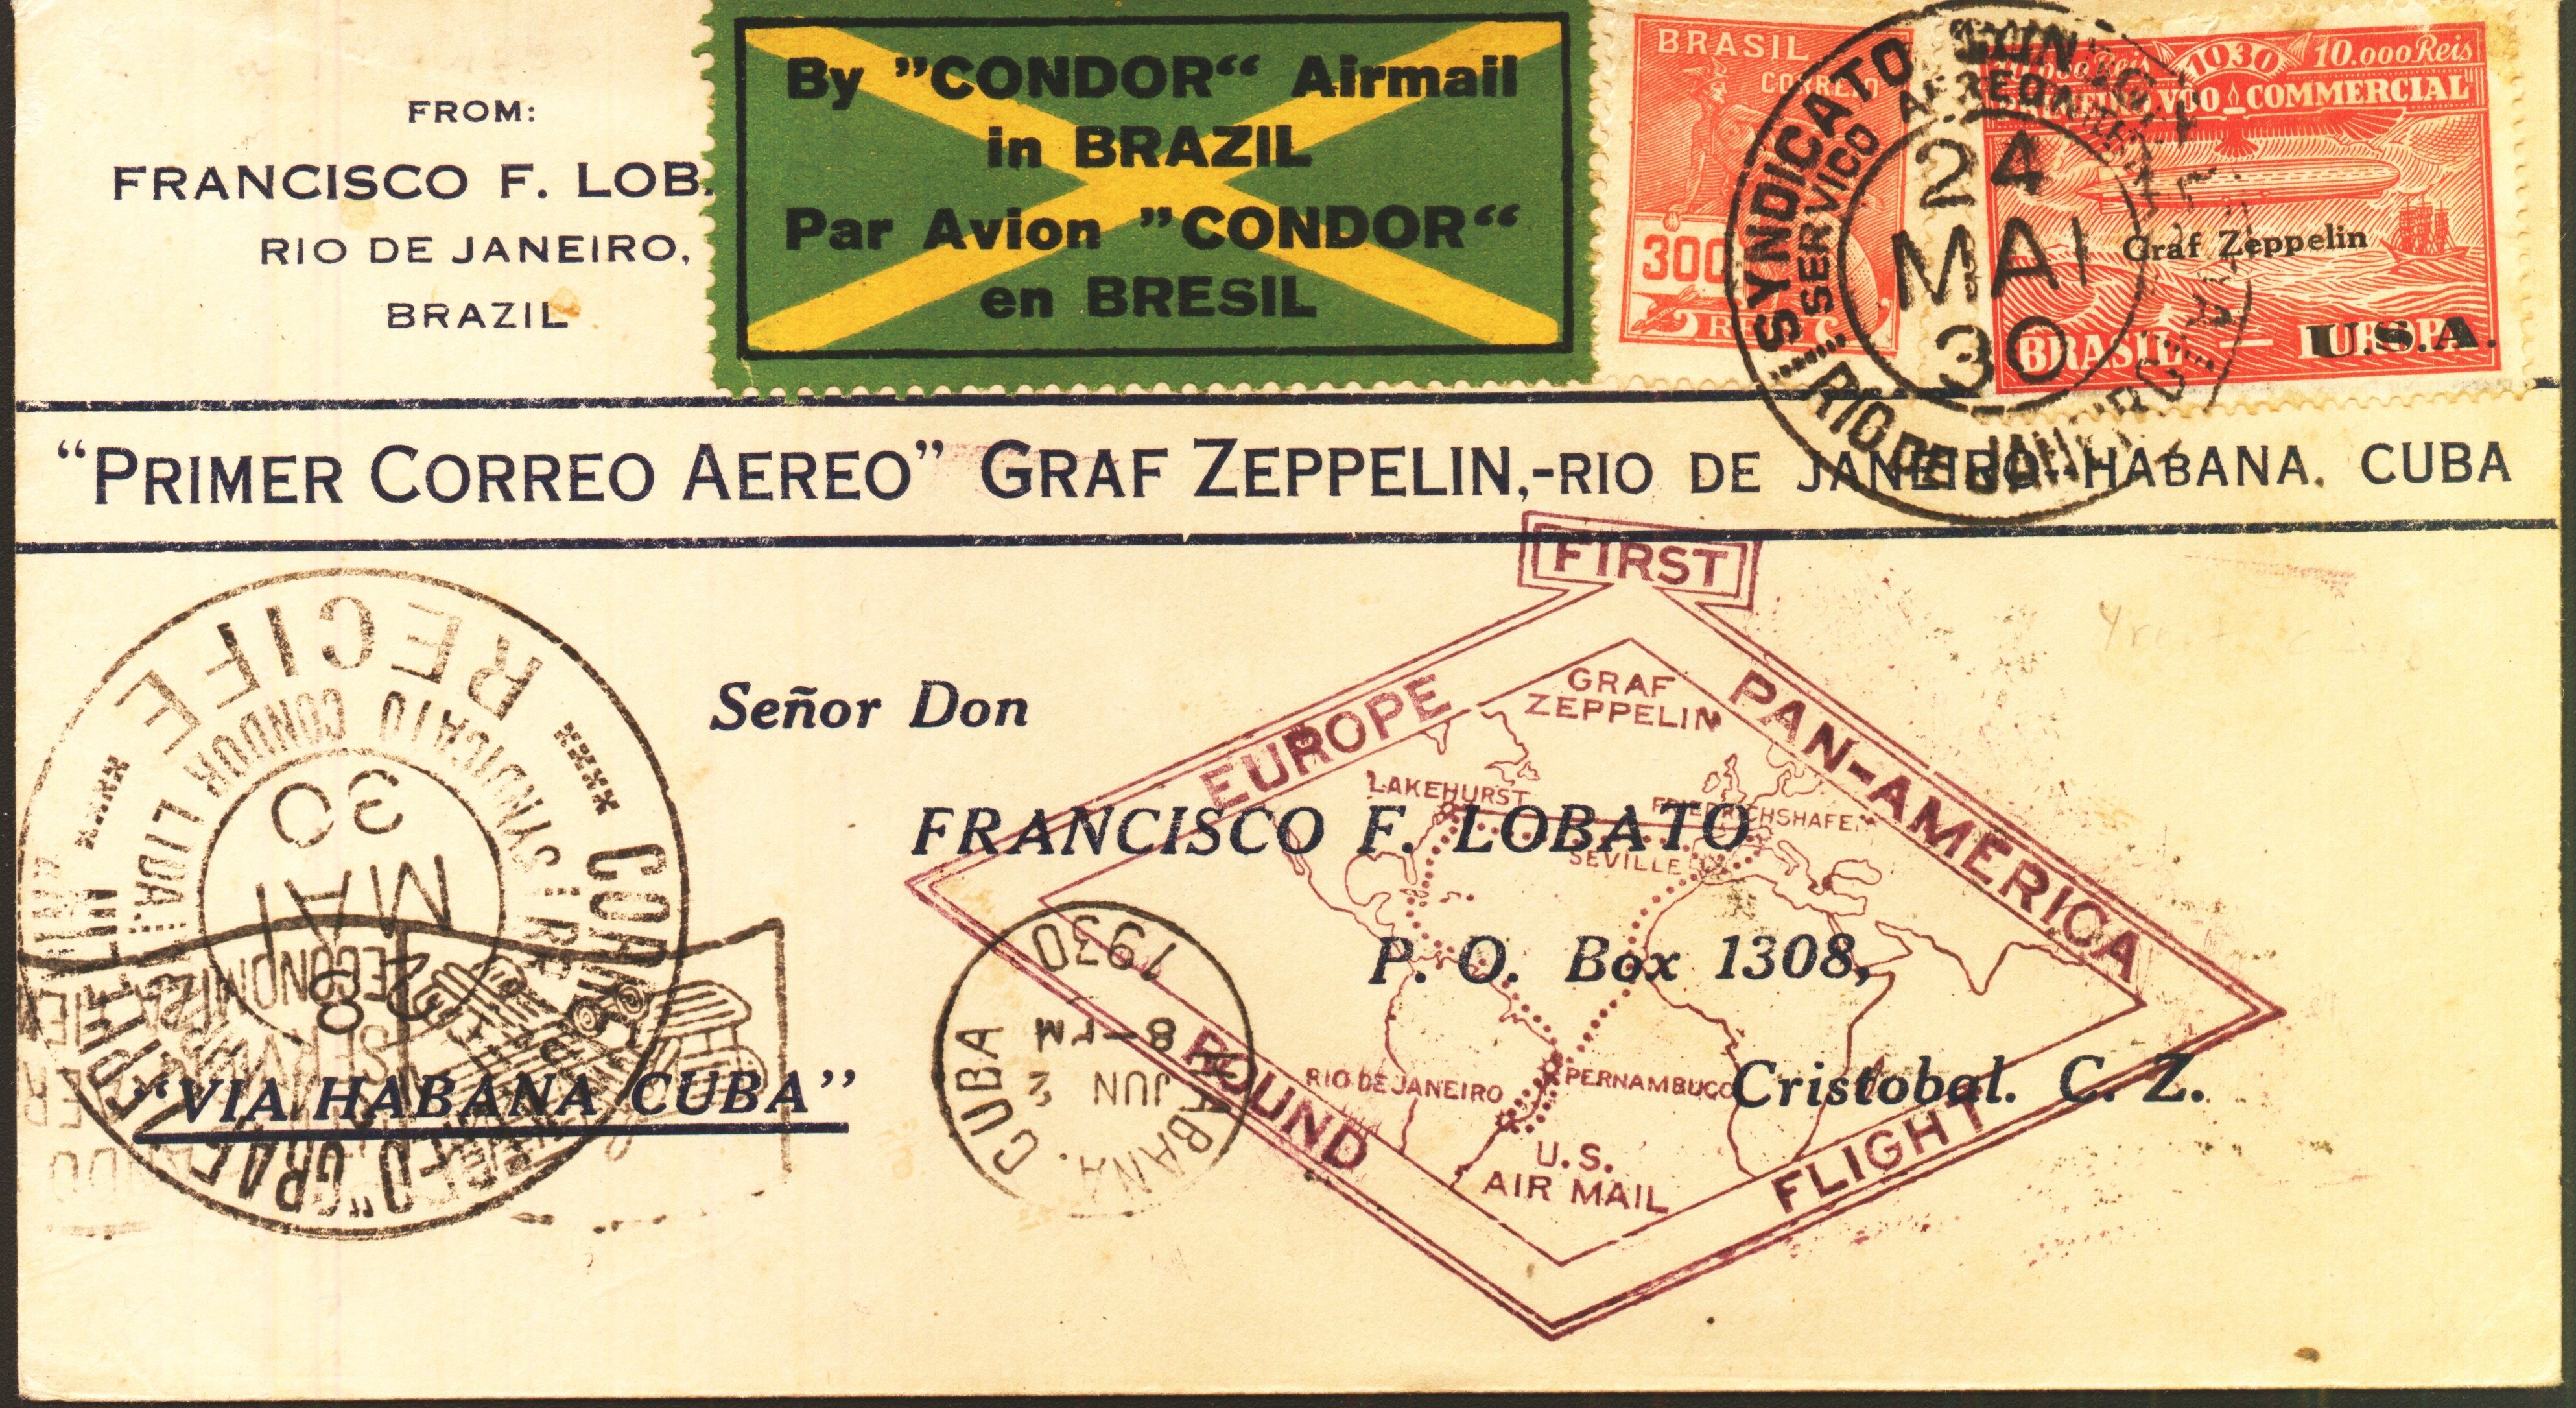 FROM:
FRANCISCO F. LOB
RIO DE JANEIRO,
BRAZIL
By "CONDOR" Airmail
in BRAZIL
Par Avion "CONDOR"
en BRESIL
BRASIL
CORREIO
300
REIS
1930 10.000 Reis
VÔO COMMERCIAL
Graf Zeppelin
BRASIL — EUROPA
U.S.A.
SYNDICATO
SERVICO AEREO
24
MAI
30
RIO DE JANEIRO
"PRIMER CORREO AEREO" GRAF ZEPPELIN,-RIO DE JANEIRO--HABANA, CUBA
FIRST
EUROPE
PAN-AMERICA
ROUND
FLIGHT
GRAF
ZEPPELIN
LAKEHURST
FRIEDRICHSHAFEN
SEVILLE
RIO DE JANEIRO
PERNAMBUCO
U.S.
AIR MAIL
Señor Don
FRANCISCO F. LOBATO
P. O. Box 1308,
Cristobal. C. Z.
"VIA HABANA CUBA"
RECIFE
SYNDICATO CONDOR LTDA.
28
MAI
30
HABANA, CUBA
JUN 2
8-PM
1930